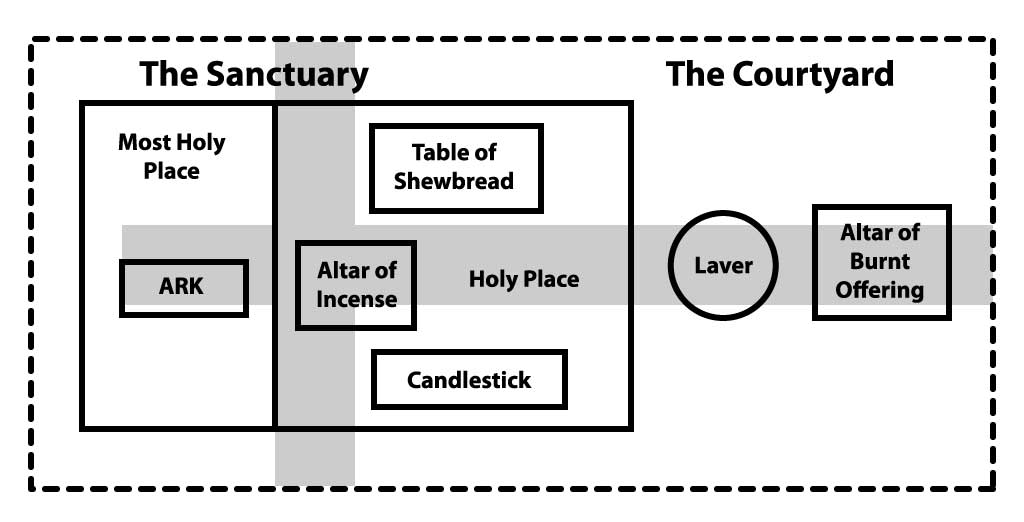 The Sanctuary
The Courtyard
Most Holy
Place
Table of
Shewbread
ARK
Altar of
Incense
Holy Place
Candlestick
Laver
Altar of
Burnt
Offering